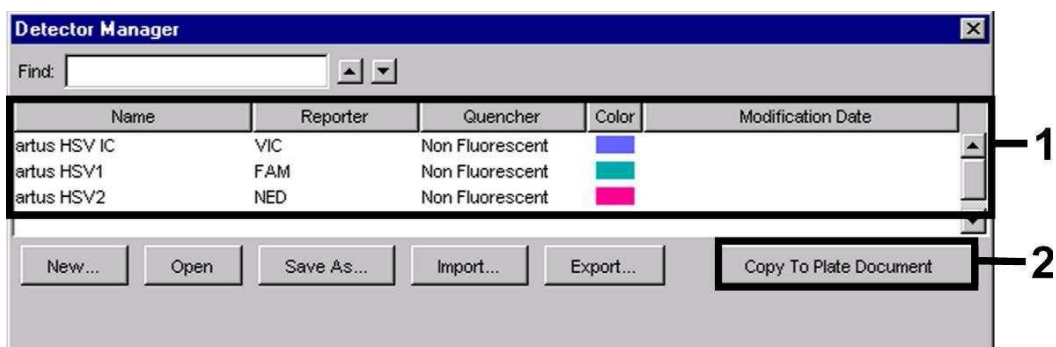 Detector Manager
Find:
Name Reporter Quencher Color Modification Date
artus HSV IC VIC Non Fluorescent
artus HSV1 FAM Non Fluorescent
artus HSV2 NED Non Fluorescent
1
New... Open Save As... Import... Export... Copy To Plate Document
2